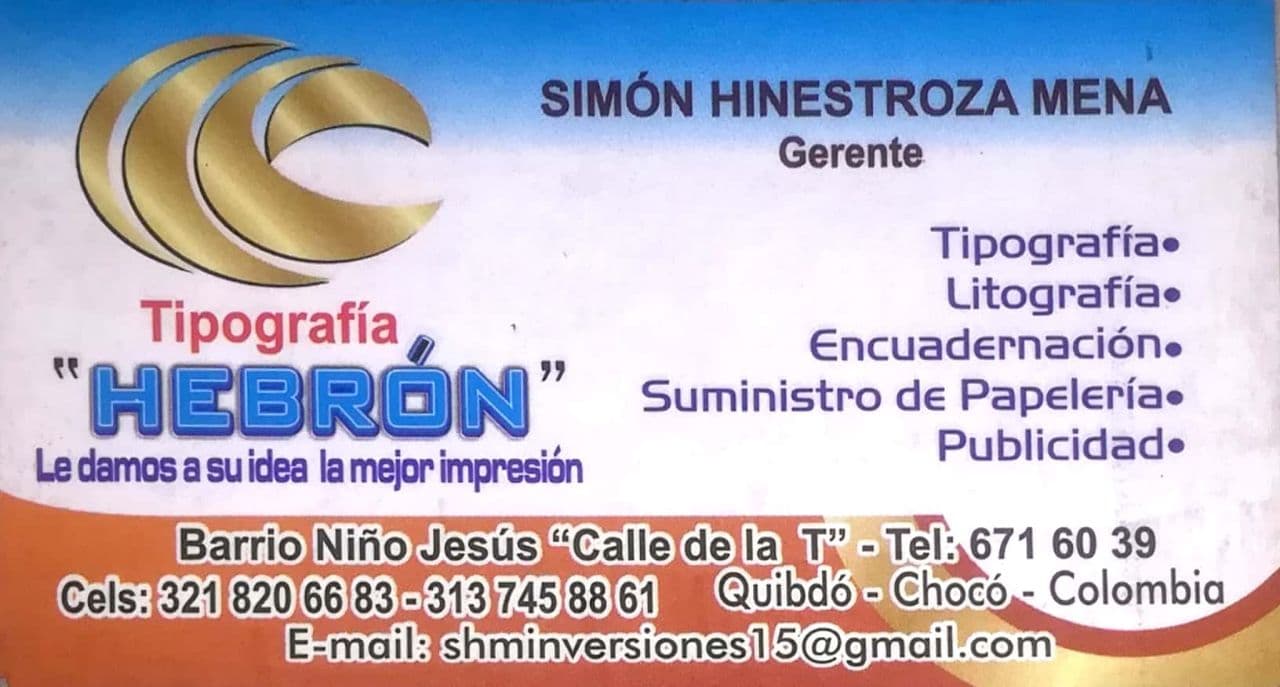 SIMÓN HINESTROZA MENA
Gerente
Tipografía
"HEBRÓN"
Le damos a su idea la mejor impresión
Tipografía•
Litografía•
Encuadernación•
Suministro de Papelería•
Publicidad•
Barrio Niño Jesús "Calle de la T" - Tel: 671 60 39
Cels: 321 820 66 83 - 313 745 88 61 Quibdó - Chocó - Colombia
E-mail: shminversiones15@gmail.com